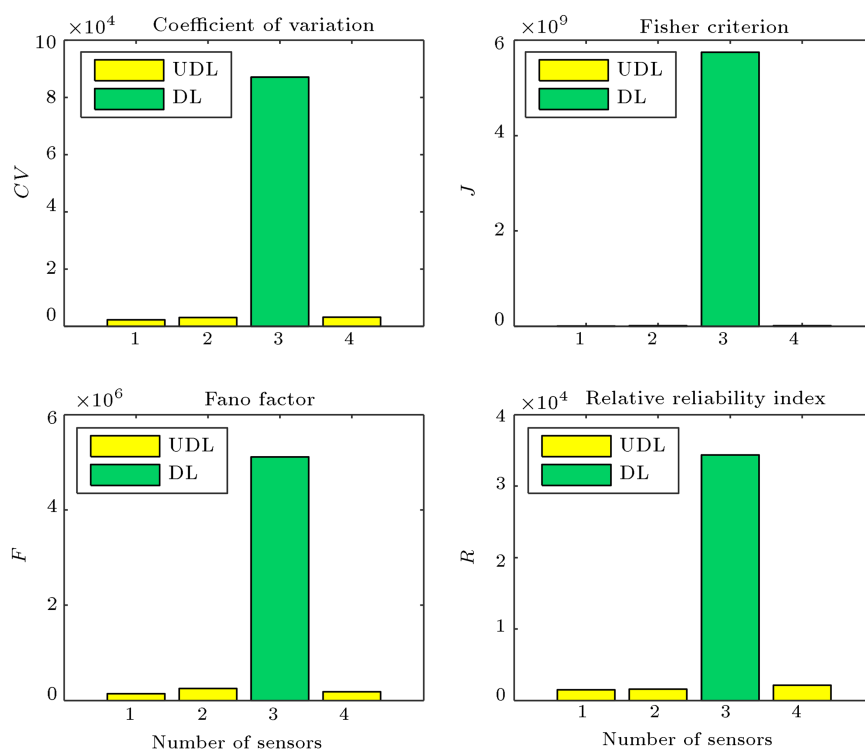 Coefficient of variation
×10^4
10
8
6
4
2
0
CV
UDL
DL
1 2 3 4
Fisher criterion
×10^9
6
4
2
0
J
UDL
DL
1 2 3 4
Fano factor
×10^6
6
4
2
0
F
UDL
DL
1 2 3 4
Number of sensors
Relative reliability index
×10^4
4
3
2
1
0
R
UDL
DL
1 2 3 4
Number of sensors